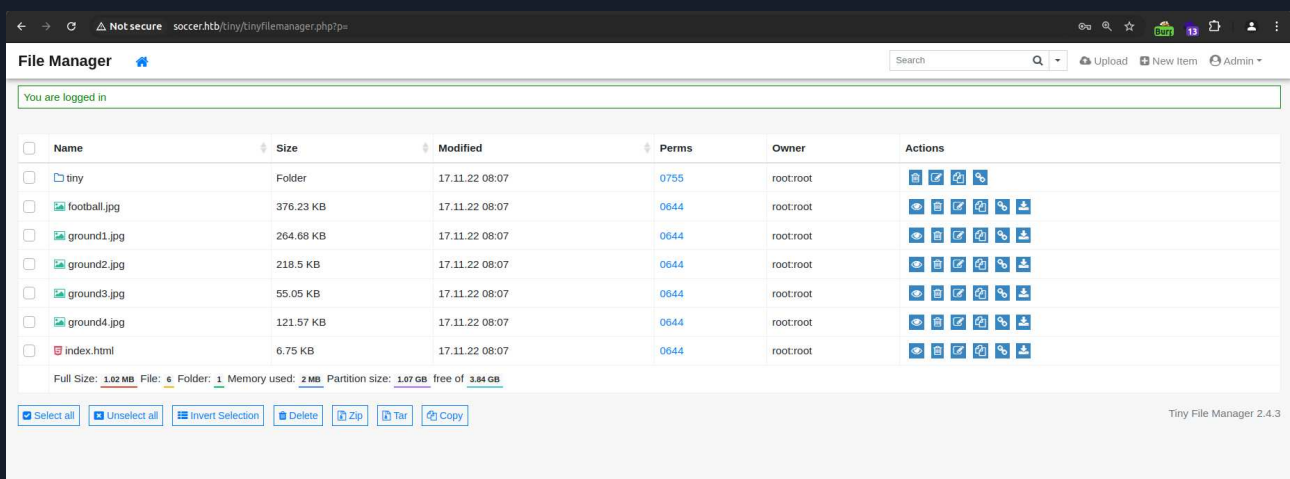 Not secure soccer.htb/tiny/tinyfilemanager.php?p=
Burp 13
File Manager Search Upload New Item Admin
You are logged in
Name Size Modified Perms Owner Actions
tiny Folder 17.11.22 08:07 0755 root:root
football.jpg 376.23 KB 17.11.22 08:07 0644 root:root
ground1.jpg 264.68 KB 17.11.22 08:07 0644 root:root
ground2.jpg 218.5 KB 17.11.22 08:07 0644 root:root
ground3.jpg 55.05 KB 17.11.22 08:07 0644 root:root
ground4.jpg 121.57 KB 17.11.22 08:07 0644 root:root
index.html 6.75 KB 17.11.22 08:07 0644 root:root
Full Size: 1.02 MB File: 6 Folder: 1 Memory used: 2 MB Partition size: 1.07 GB free of 3.84 GB
Select all Unselect all Invert Selection Delete Zip Tar Copy Tiny File Manager 2.4.3